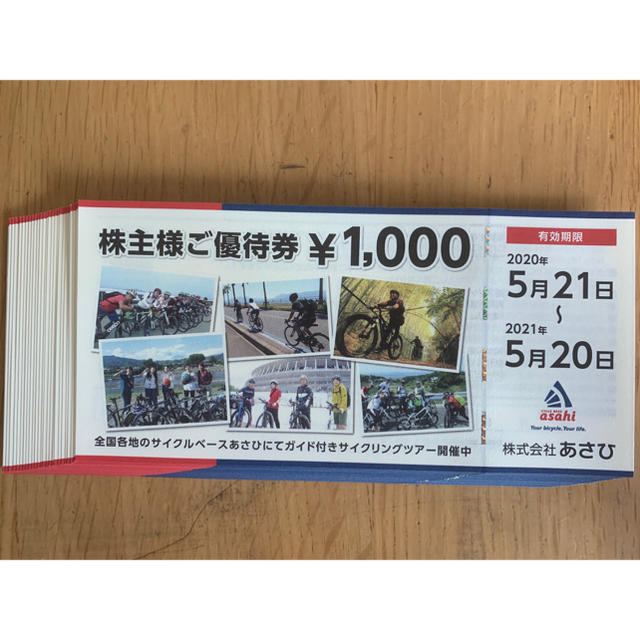 株主様ご優待券 ¥1,000
全国各地のサイクルベースあさひにてガイド付きサイクリングツアー開催中
有効期限
2020年
5月21日
~
2021年
5月20日
CYCLE BASE
asahi
Your bicycle, Your life.
株式会社 あさひ